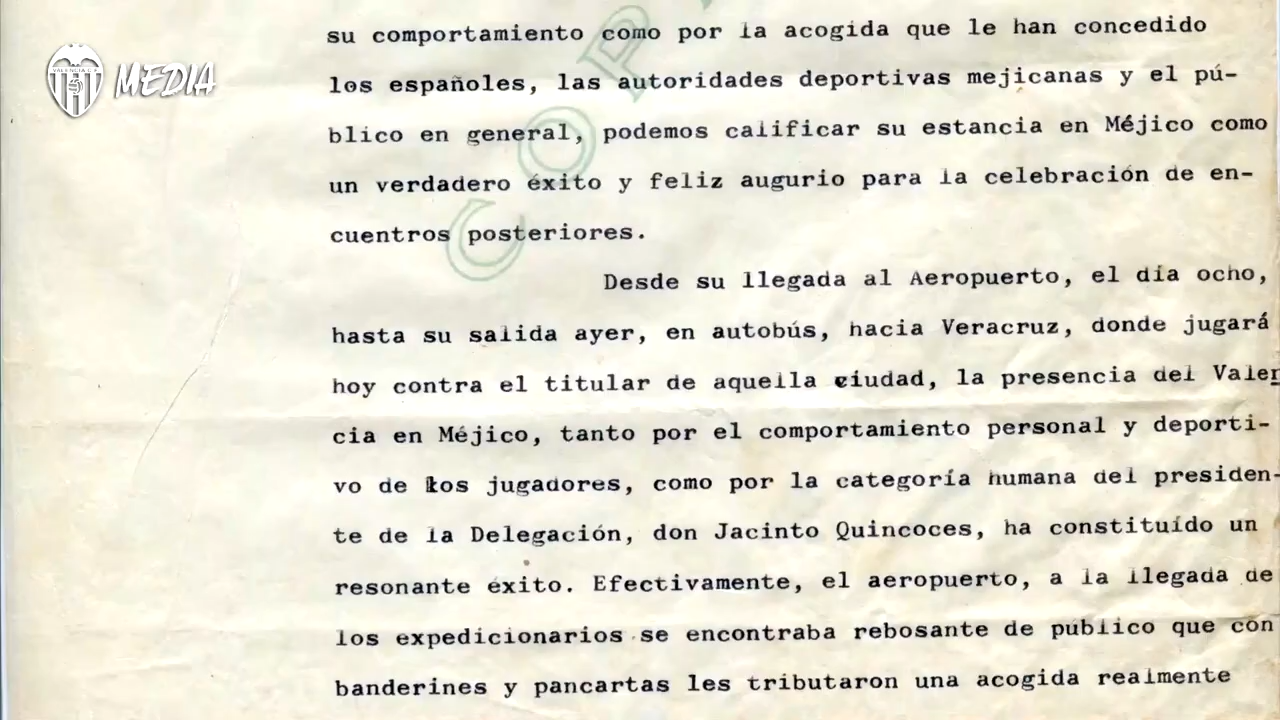 VALENCIA C.F.
MEDIA
COPI
su comportamiento como por la acogida que le han concedido
los españoles, las autoridades deportivas mejicanas y el pú-
blico en general, podemos calificar su estancia en Méjico como
un verdadero éxito y feliz augurio para la celebración de en-
cuentros posteriores.
Desde su llegada al Aeropuerto, el día ocho,
hasta su salida ayer, en autobús, hacia Veracruz, donde jugará
hoy contra el titular de aquella ciudad, la presencia del Valen
cia en Méjico, tanto por el comportamiento personal y deporti-
vo de los jugadores, como por la categoría humana del presiden-
te de la Delegación, don Jacinto Quincoces, ha constituído un
resonante éxito. Efectivamente, el aeropuerto, a la llegada de
los expedicionarios se encontraba rebosante de público que con
banderines y pancartas les tributaron una acogida realmente